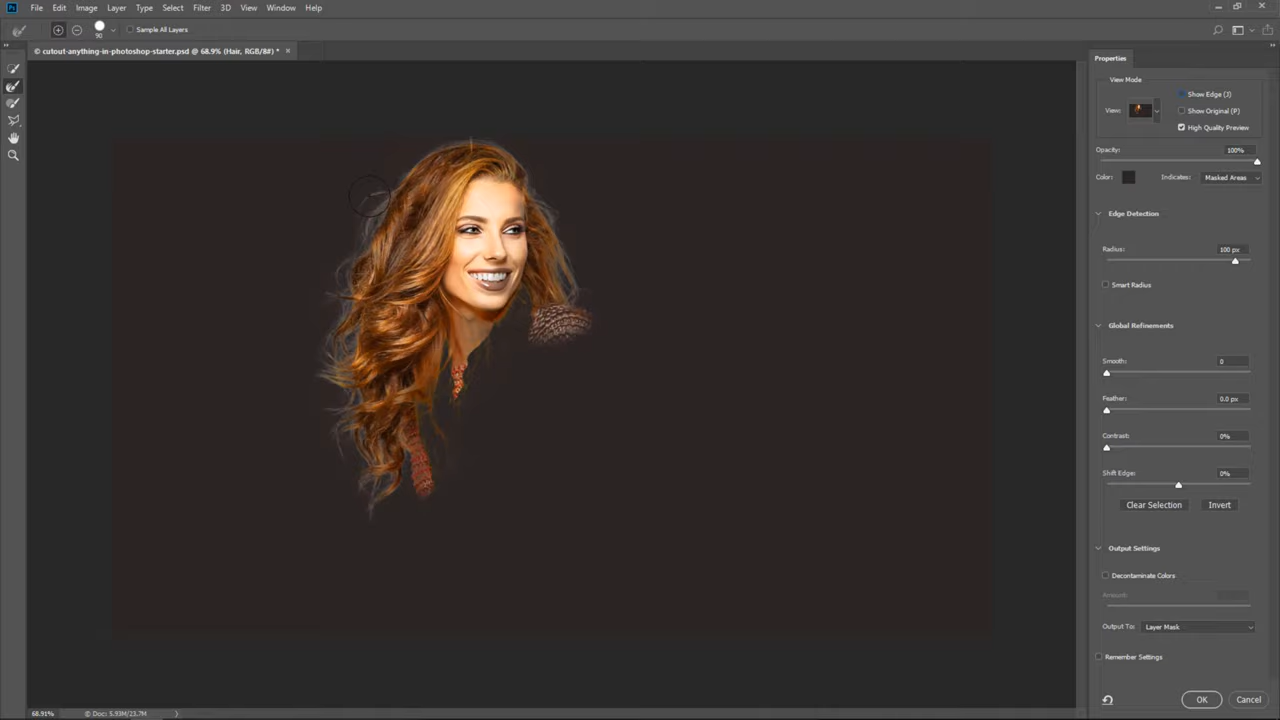 Ps File Edit Image Layer Type Select Filter 3D View Window Help
90 Sample All Layers
© cutout-anything-in-photoshop-starter.psd @ 68.9% (Hair, RGB/8#) * ×
Properties
View Mode
View:
Show Edge (J)
Show Original (P)
High Quality Preview
Opacity: 100%
Color: Indicates: Masked Areas
Edge Detection
Radius: 100 px
Smart Radius
Global Refinements
Smooth: 0
Feather: 0.0 px
Contrast: 0%
Shift Edge: 0%
Clear Selection Invert
Output Settings
Decontaminate Colors
Amount:
Output To: Layer Mask
Remember Settings
OK Cancel
68.91% © Doc: 5.93M/23.7M